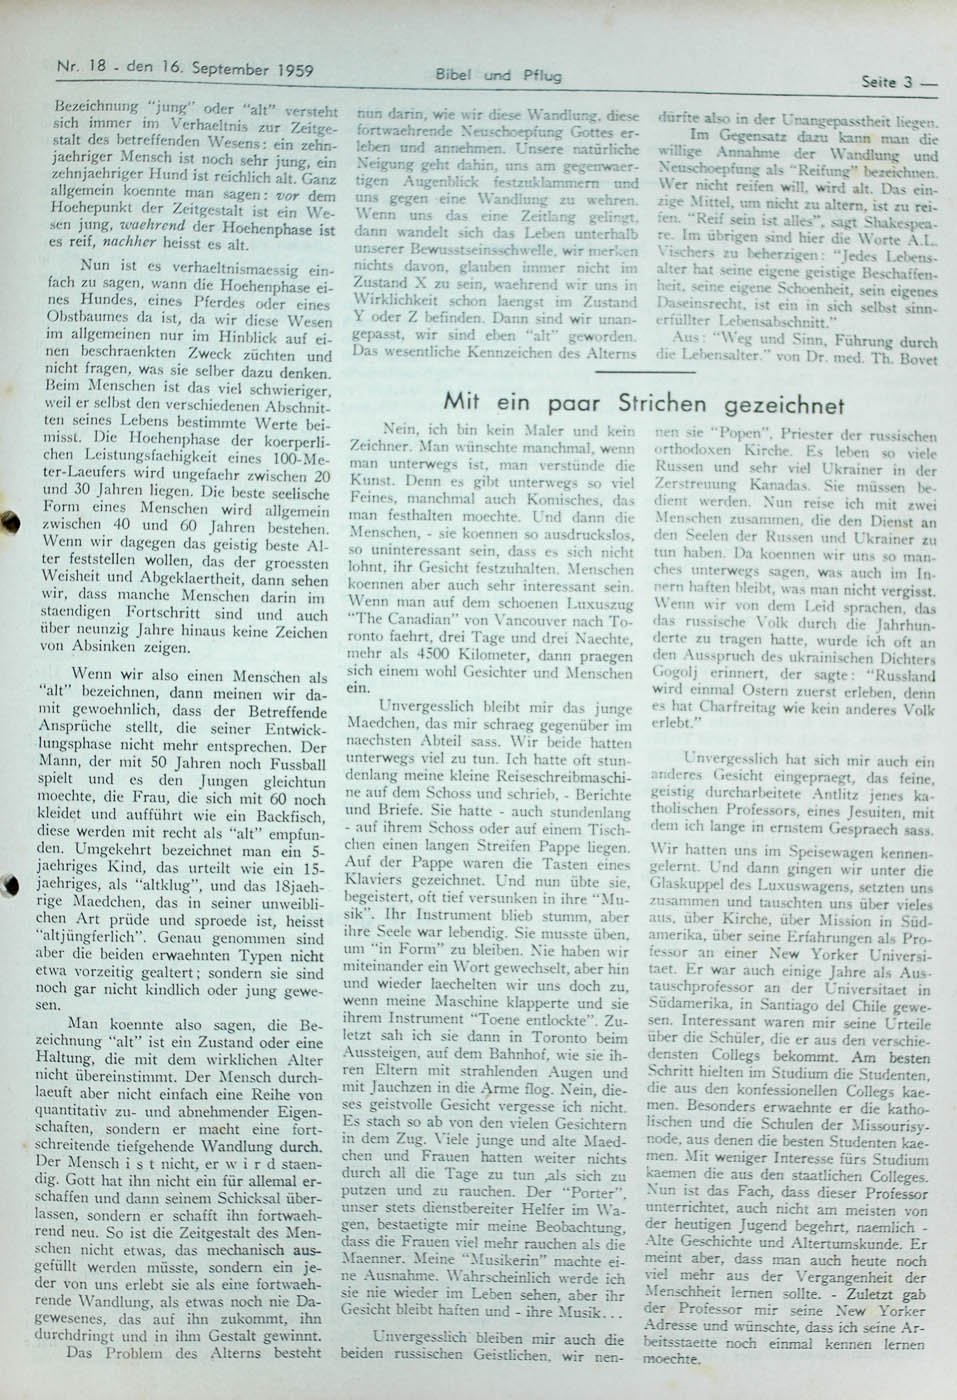 Nr. 18 - den 16. September 1959
Bibel und Pflug
Seite 3 —
Bezeichnung "jung" oder "alt" versteht
sich immer im Verhaeltnis zur Zeitge-
stalt des betreffenden Wesens: ein zehn-
jaehriger Mensch ist noch sehr jung, ein
zehnjaehriger Hund ist reichlich alt. Ganz
allgemein koennte man sagen: vor dem
Hoehepunkt der Zeitgestalt ist ein We-
sen jung, waehrend der Hoehenphase ist
es reif, nachher heisst es alt.
Nun ist es verhaeltnismaessig ein-
fach zu sagen, wann die Hoehenphase ei-
nes Hundes, eines Pferdes oder eines
Obstbaumes da ist, da wir diese Wesen
im allgemeinen nur im Hinblick auf ei-
nen beschraenkten Zweck züchten und
nicht fragen, was sie selber dazu denken.
Beim Menschen ist das viel schwieriger,
weil er selbst den verschiedenen Abschnit-
ten seines Lebens bestimmte Werte bei-
misst. Die Hoehenphase der koerperli-
chen Leistungsfaehigkeit eines 100-Me-
ter-Laeufers wird ungefaehr zwischen 20
und 30 Jahren liegen. Die beste seelische
Form eines Menschen wird allgemein
zwischen 40 und 60 Jahren bestehen.
Wenn wir dagegen das geistig beste Al-
ter feststellen wollen, das der groessten
Weisheit und Abgeklaertheit, dann sehen
wir, dass manche Menschen darin im
staendigen Fortschritt sind und auch
über neunzig Jahre hinaus keine Zeichen
von Absinken zeigen.
Wenn wir also einen Menschen als
"alt" bezeichnen, dann meinen wir da-
mit gewoehnlich, dass der Betreffende
Ansprüche stellt, die seiner Entwick-
lungsphase nicht mehr entsprechen. Der
Mann, der mit 50 Jahren noch Fussball
spielt und es den Jungen gleichtun
moechte, die Frau, die sich mit 60 noch
kleidet und aufführt wie ein Backfisch,
diese werden mit recht als "alt" empfun-
den. Umgekehrt bezeichnet man ein 5-
jaehriges Kind, das urteilt wie ein 15-
jaehriges, als "altklug", und das 18jaeh-
rige Maedchen, das in seiner unweibli-
chen Art prüde und sproede ist, heisst
"altjüngferlich". Genau genommen sind
aber die beiden erwaehnten Typen nicht
etwa vorzeitig gealtert; sondern sie sind
noch gar nicht kindlich oder jung gewe-
sen.
Man koennte also sagen, die Be-
zeichnung "alt" ist ein Zustand oder eine
Haltung, die mit dem wirklichen Alter
nicht übereinstimmt. Der Mensch durch-
laeuft aber nicht einfach eine Reihe von
quantitativ zu- und abnehmender Eigen-
schaften, sondern er macht eine fort-
schreitende tiefgehende Wandlung durch.
Der Mensch i s t nicht, er w i r d staen-
dig. Gott hat ihn nicht ein für allemal er-
schaffen und dann seinem Schicksal über-
lassen, sondern er schafft ihn fortwaeh-
rend neu. So ist die Zeitgestalt des Men-
schen nicht etwas, das mechanisch aus-
gefüllt werden müsste, sondern ein je-
der von uns erlebt sie als eine fortwaeh-
rende Wandlung, als etwas noch nie Da-
gewesenes, das auf ihn zukommt, ihn
durchdringt und in ihm Gestalt gewinnt.
Das Problem des Alterns besteht
nun darin, wie wir diese Wandlung, diese
fortwaehrende Neuschoepfung Gottes er-
leben und annehmen. Unsere natürliche
Neigung geht dahin, uns am gegenwaer-
tigen Augenblick festzuklammern und
uns gegen eine Wandlung zu wehren.
Wenn uns das eine Zeitlang gelingt,
dann wandelt sich das Leben unterhalb
unserer Bewusstseinsschwelle, wir merken
nichts davon, glauben immer nicht im
Zustand X zu sein, waehrend wir uns in
Wirklichkeit schon laengst im Zustand
Y oder Z befinden. Dann sind wir unan-
gepasst, wir sind eben "alt" geworden.
Das wesentliche Kennzeichen des Alterns
dürfte also in der Unangepasstheit liegen.
Im Gegensatz dazu kann man die
willige Annahme der Wandlung und
Neuschoepfung als "Reifung" bezeichnen.
Wer nicht reifen will, wird alt. Das ein-
zige Mittel, um nicht zu altern, ist zu rei-
fen. "Reif sein ist alles", sagt Shakespea-
re. Im übrigen sind hier die Worte A.L.
Vischers zu beherzigen: "Jedes Lebens-
alter hat seine eigene geistige Beschaffen-
heit, seine eigene Schoenheit, sein eigenes
Daseinsrecht, ist ein in sich selbst sinn-
erfüllter Lebensabschnitt."
Aus: "Weg und Sinn, Führung durch
die Lebensalter." von Dr. med. Th. Bovet
Mit ein paar Strichen gezeichnet
Nein, ich bin kein Maler und kein
Zeichner. Man wünschte manchmal, wenn
man unterwegs ist, man verstünde die
Kunst. Denn es gibt unterwegs so viel
Feines, manchmal auch Komisches, das
man festhalten moechte. Und dann die
Menschen, - sie koennen so ausdruckslos,
so uninteressant sein, dass es sich nicht
lohnt, ihr Gesicht festzuhalten. Menschen
koennen aber auch sehr interessant sein.
Wenn man auf dem schoenen Luxuszug
"The Canadian" von Vancouver nach To-
ronto faehrt, drei Tage und drei Naechte,
mehr als 4500 Kilometer, dann praegen
sich einem wohl Gesichter und Menschen
ein.
Unvergesslich bleibt mir das junge
Maedchen, das mir schraeg gegenüber im
naechsten Abteil sass. Wir beide hatten
unterwegs viel zu tun. Ich hatte oft stun-
denlang meine kleine Reiseschreibmaschi-
ne auf dem Schoss und schrieb, - Berichte
und Briefe. Sie hatte - auch stundenlang
- auf ihrem Schoss oder auf einem Tisch-
chen einen langen Streifen Pappe liegen.
Auf der Pappe waren die Tasten eines
Klaviers gezeichnet. Und nun übte sie,
begeistert, oft tief versunken in ihre "Mu-
sik". Ihr Instrument blieb stumm, aber
ihre Seele war lebendig. Sie musste üben,
um "in Form" zu bleiben. Nie haben wir
miteinander ein Wort gewechselt, aber hin
und wieder laechelten wir uns doch zu,
wenn meine Maschine klapperte und sie
ihrem Instrument "Toene entlockte". Zu-
letzt sah ich sie dann in Toronto beim
Aussteigen, auf dem Bahnhof, wie sie ih-
ren Eltern mit strahlenden Augen und
mit Jauchzen in die Arme flog. Nein, die-
ses geistvolle Gesicht vergesse ich nicht.
Es stach so ab von den vielen Gesichtern
in dem Zug. Viele junge und alte Maed-
chen und Frauen hatten weiter nichts
durch all die Tage zu tun ,als sich zu
putzen und zu rauchen. Der "Porter",
unser stets dienstbereiter Helfer im Wa-
gen, bestaetigte mir meine Beobachtung,
dass die Frauen viel mehr rauchen als die
Maenner. Meine "Musikerin" machte ei-
ne Ausnahme. Wahrscheinlich werde ich
sie nie wieder im Leben sehen, aber ihr
Gesicht bleibt haften und - ihre Musik...
Unvergesslich bleiben mir auch die
beiden russischen Geistlichen, wir nen-
nen sie "Popen", Priester der russischen
orthodoxen Kirche. Es leben so viele
Russen und sehr viel Ukrainer in der
Zerstreuung Kanadas. Sie müssen be-
dient werden. Nun reise ich mit zwei
Menschen zusammen, die den Dienst an
den Seelen der Russen und Ukrainer zu
tun haben. Da koennen wir uns so man-
ches unterwegs sagen, was auch im In-
nern haften bleibt, was man nicht vergisst.
Wenn wir von dem Leid sprachen, das
das russische Volk durch die Jahrhun-
derte zu tragen hatte, wurde ich oft an
den Ausspruch des ukrainischen Dichters
Gogolj erinnert, der sagte: "Russland
wird einmal Ostern zuerst erleben, denn
es hat Charfreitag wie kein anderes Volk
erlebt."
Unvergesslich hat sich mir auch ein
anderes Gesicht eingepraegt, das feine,
geistig durcharbeitete Antlitz jenes ka-
tholischen Professors, eines Jesuiten, mit
dem ich lange in ernstem Gespraech sass.
Wir hatten uns im Speisewagen kennen-
gelernt. Und dann gingen wir unter die
Glaskuppel des Luxuswagens, setzten uns
zusammen und tauschten uns über vieles
aus, über Kirche, über Mission in Süd-
amerika, über seine Erfahrungen als Pro-
fessor an einer New Yorker Universi-
taet. Er war auch einige Jahre als Aus-
tauschprofessor an der Universitaet in
Südamerika, in Santiago del Chile gewe-
sen. Interessant waren mir seine Urteile
über die Schüler, die er aus den verschie-
densten Collegs bekommt. Am besten
Schritt hielten im Studium die Studenten,
die aus den konfessionellen Collegs kae-
men. Besonders erwaehnte er die katho-
lischen und die Schulen der Missourisy-
node, aus denen die besten Studenten kae-
men. Mit weniger Interesse fürs Studium
kaemen die aus den staatlichen Colleges.
Nun ist das Fach, dass dieser Professor
unterrichtet, auch nicht am meisten von
der heutigen Jugend begehrt, naemlich -
Alte Geschichte und Altertumskunde. Er
meint aber, dass man auch heute noch
viel mehr aus der Vergangenheit der
Menschheit lernen sollte. - Zuletzt gab
der Professor mir seine New Yorker
Adresse und wünschte, dass ich seine Ar-
beitsstaette noch einmal kennen lernen
moechte.